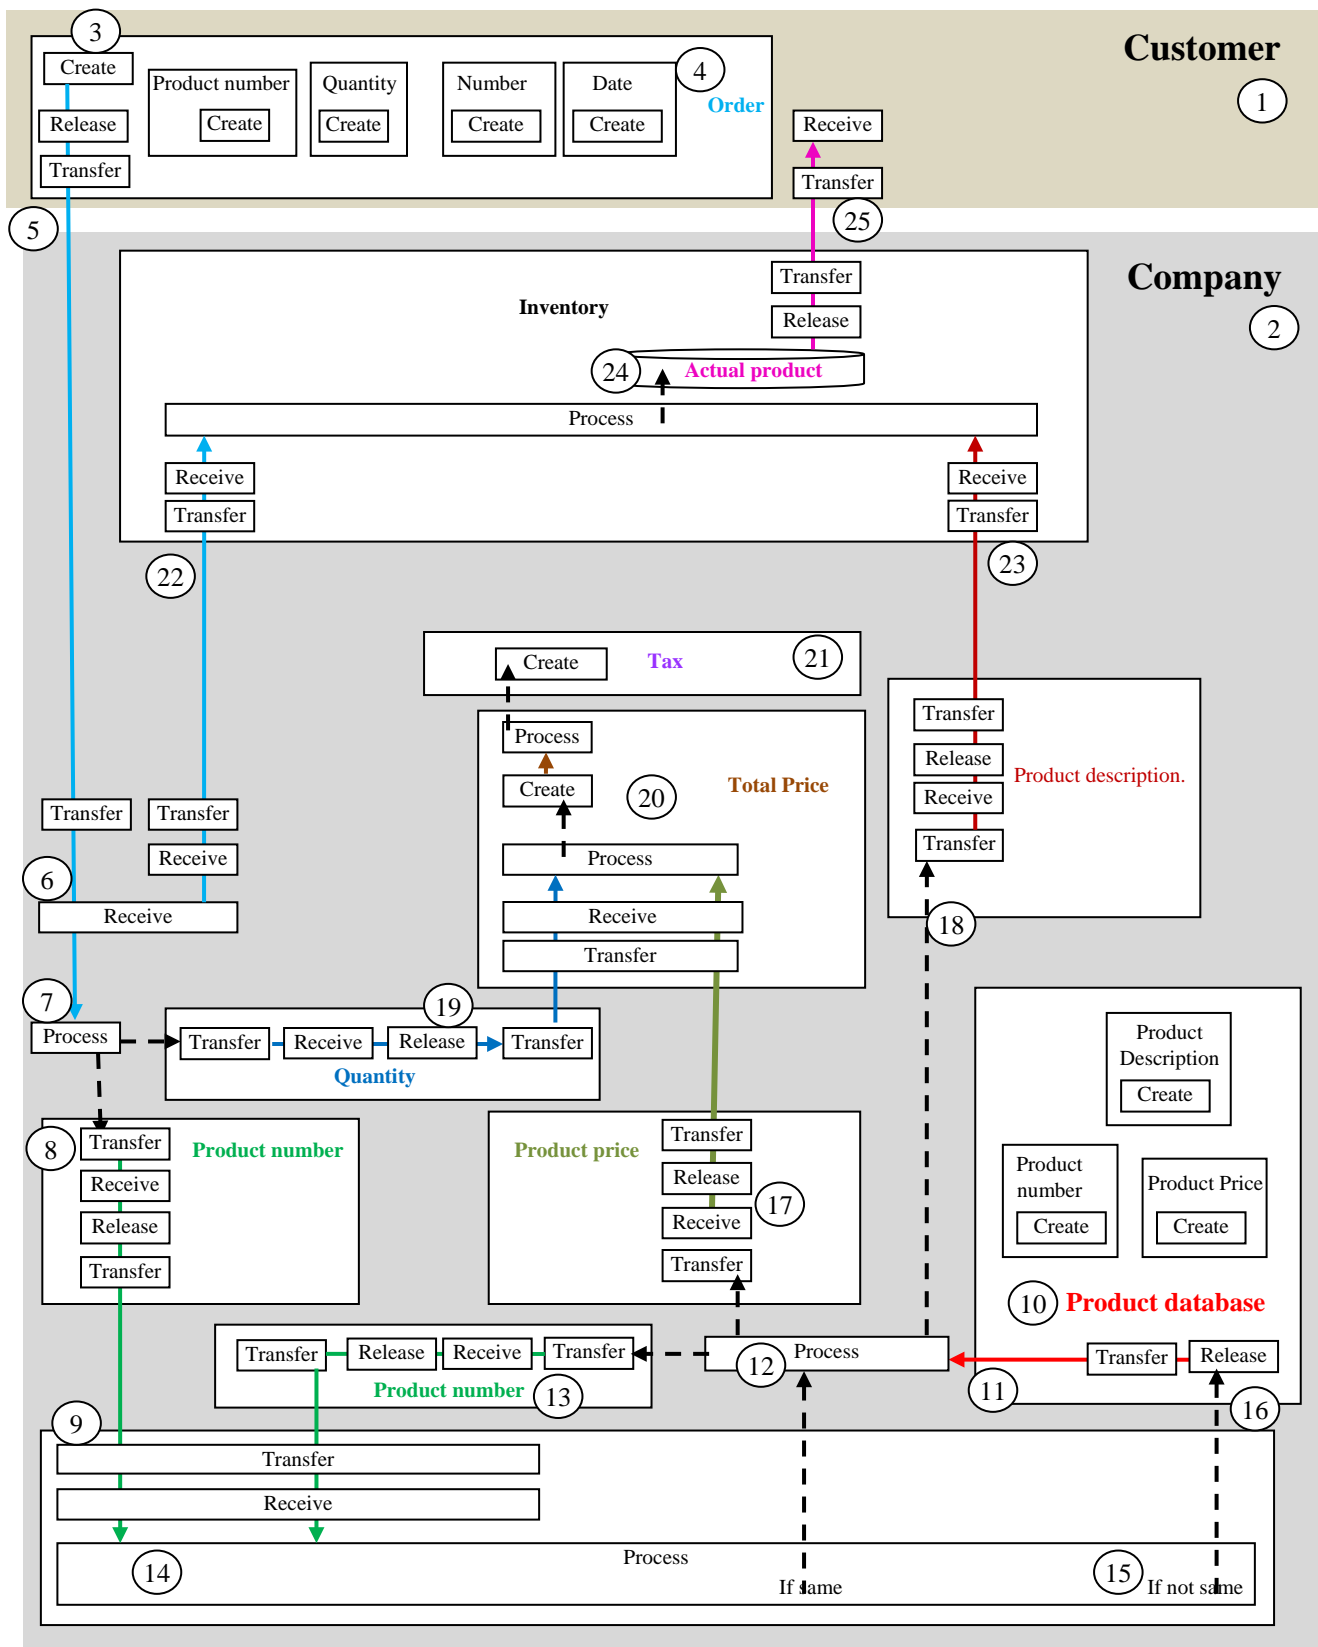 3
Customer
Create
Product number
Quantity
Number
Date
4
Order
1
Create
Create
Create
Create
Release
Receive
Transfer
Transfer
5
25
Company
2
Transfer
Inventory
Release
24
Actual product
Process
Receive
Receive
Transfer
Transfer
22
23
Create
Tax
21
Transfer
Process
Release
Product description.
Create
20
Total Price
Receive
Transfer
Transfer
Transfer
Receive
Process
6
Receive
Receive
18
Transfer
7
19
Process
Transfer
Receive
Release
Transfer
Quantity
Product
Description
Create
8
Transfer
Product number
Receive
Release
Transfer
Product price
Transfer
Release
17
Receive
Transfer
Product
number
Create
Product Price
Create
10
Product database
Transfer
Release
Receive
Transfer
12
Process
Transfer
Release
Product number
13
11
16
9
Transfer
Receive
Process
14
15
If same
If not same